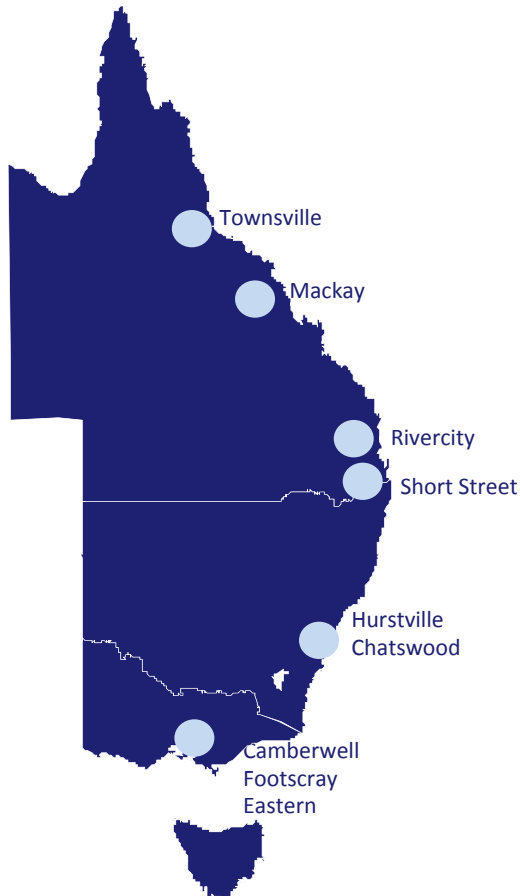 Townsville
Mackay
Rivercity
Short Street
Hurstville
Chatswood
Camberwell
Footscray
Eastern